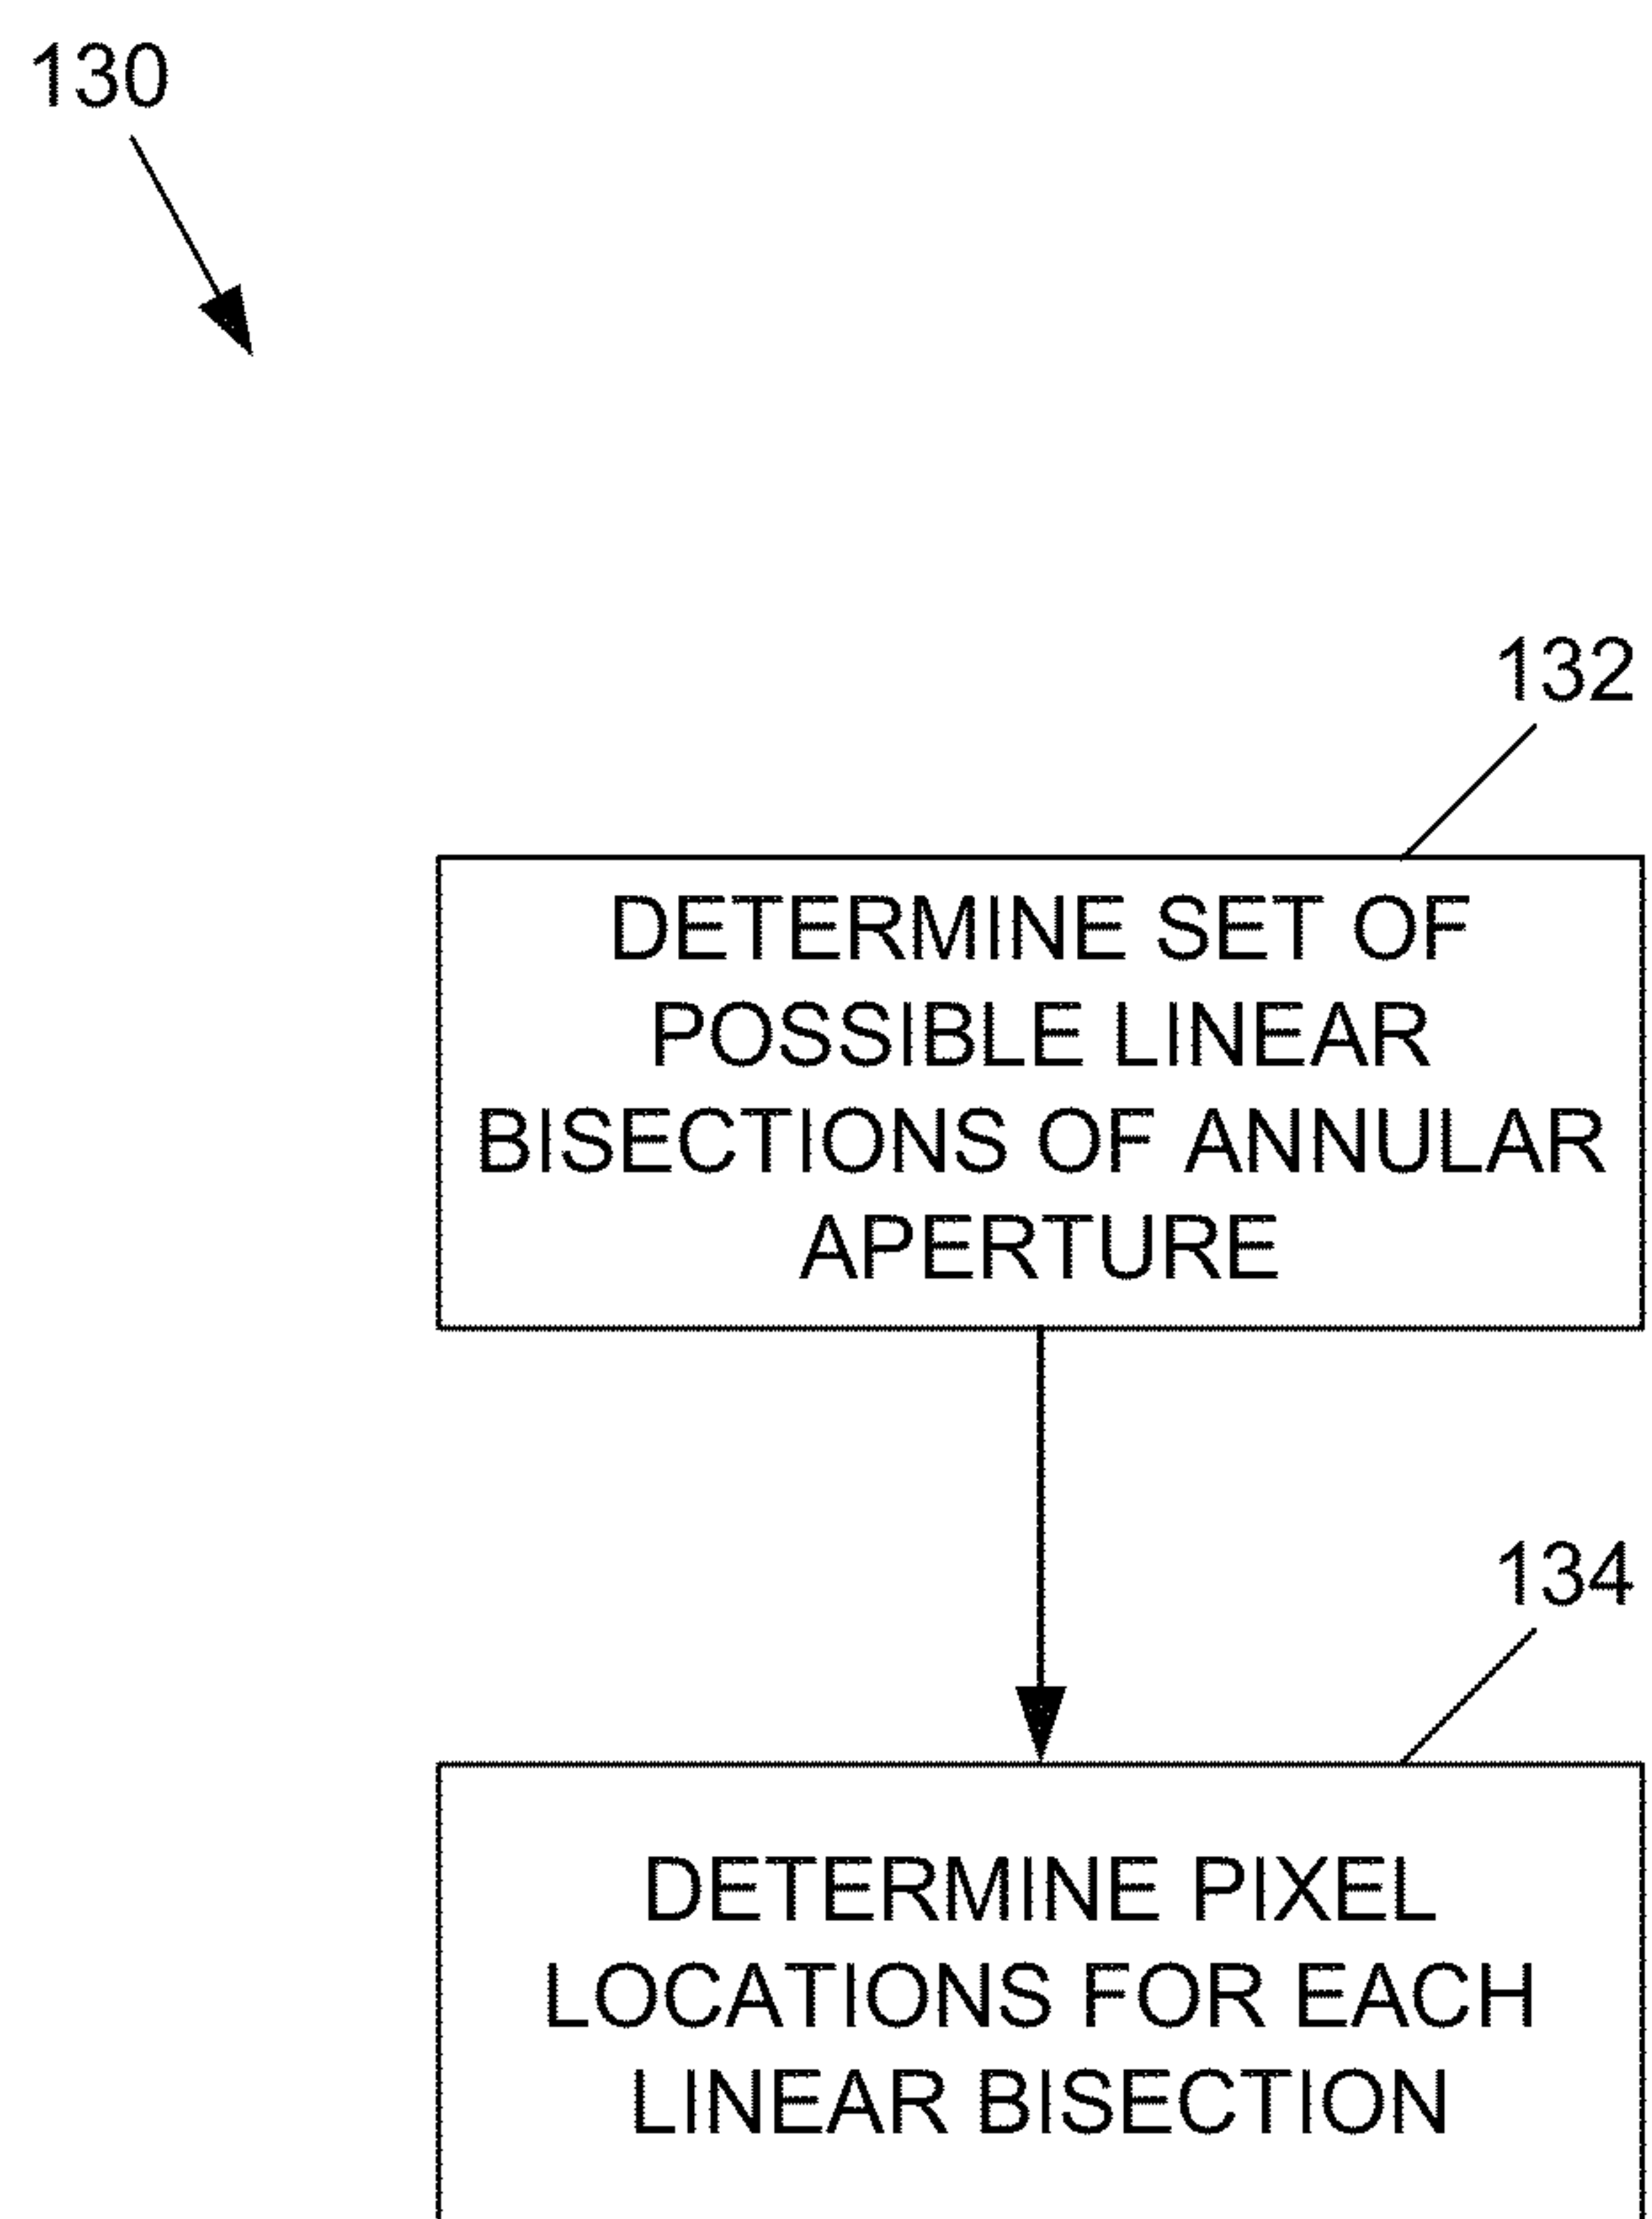 130
132
DETERMINE SET OF
POSSIBLE LINEAR
BISECTIONS OF ANNULAR
APERTURE
134
DETERMINE PIXEL
LOCATIONS FOR EACH
LINEAR BISECTION